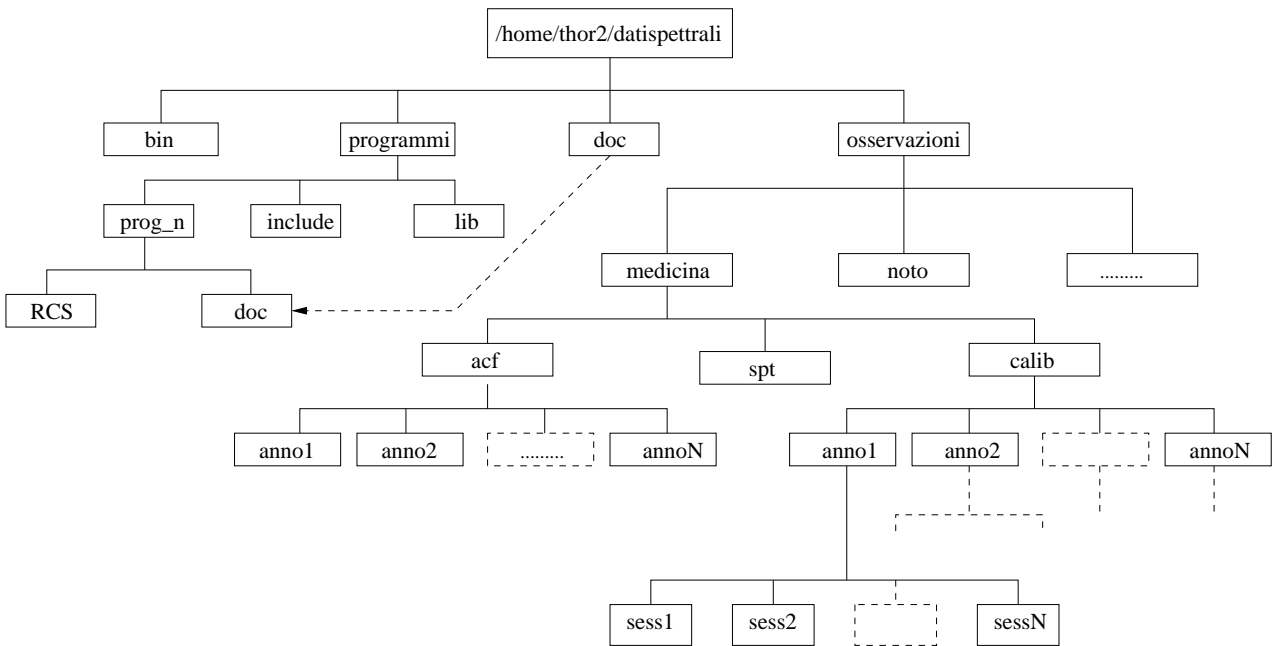 /home/thor2/datispettrali
bin
programmi
doc
osservazioni
prog_n
include
lib
medicina
noto
.........
RCS
doc
acf
spt
calib
anno1
anno2
.........
annoN
anno1
anno2
annoN
sess1
sess2
sessN